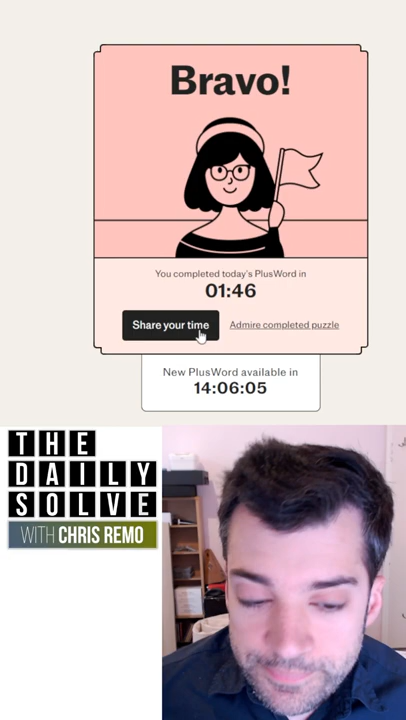 Bravo!
You completed today's PlusWord in
01:46
Share your time
Admire completed puzzle
New PlusWord available in
14:06:05
THE
DAILY
SOLVE
WITH CHRIS REMO